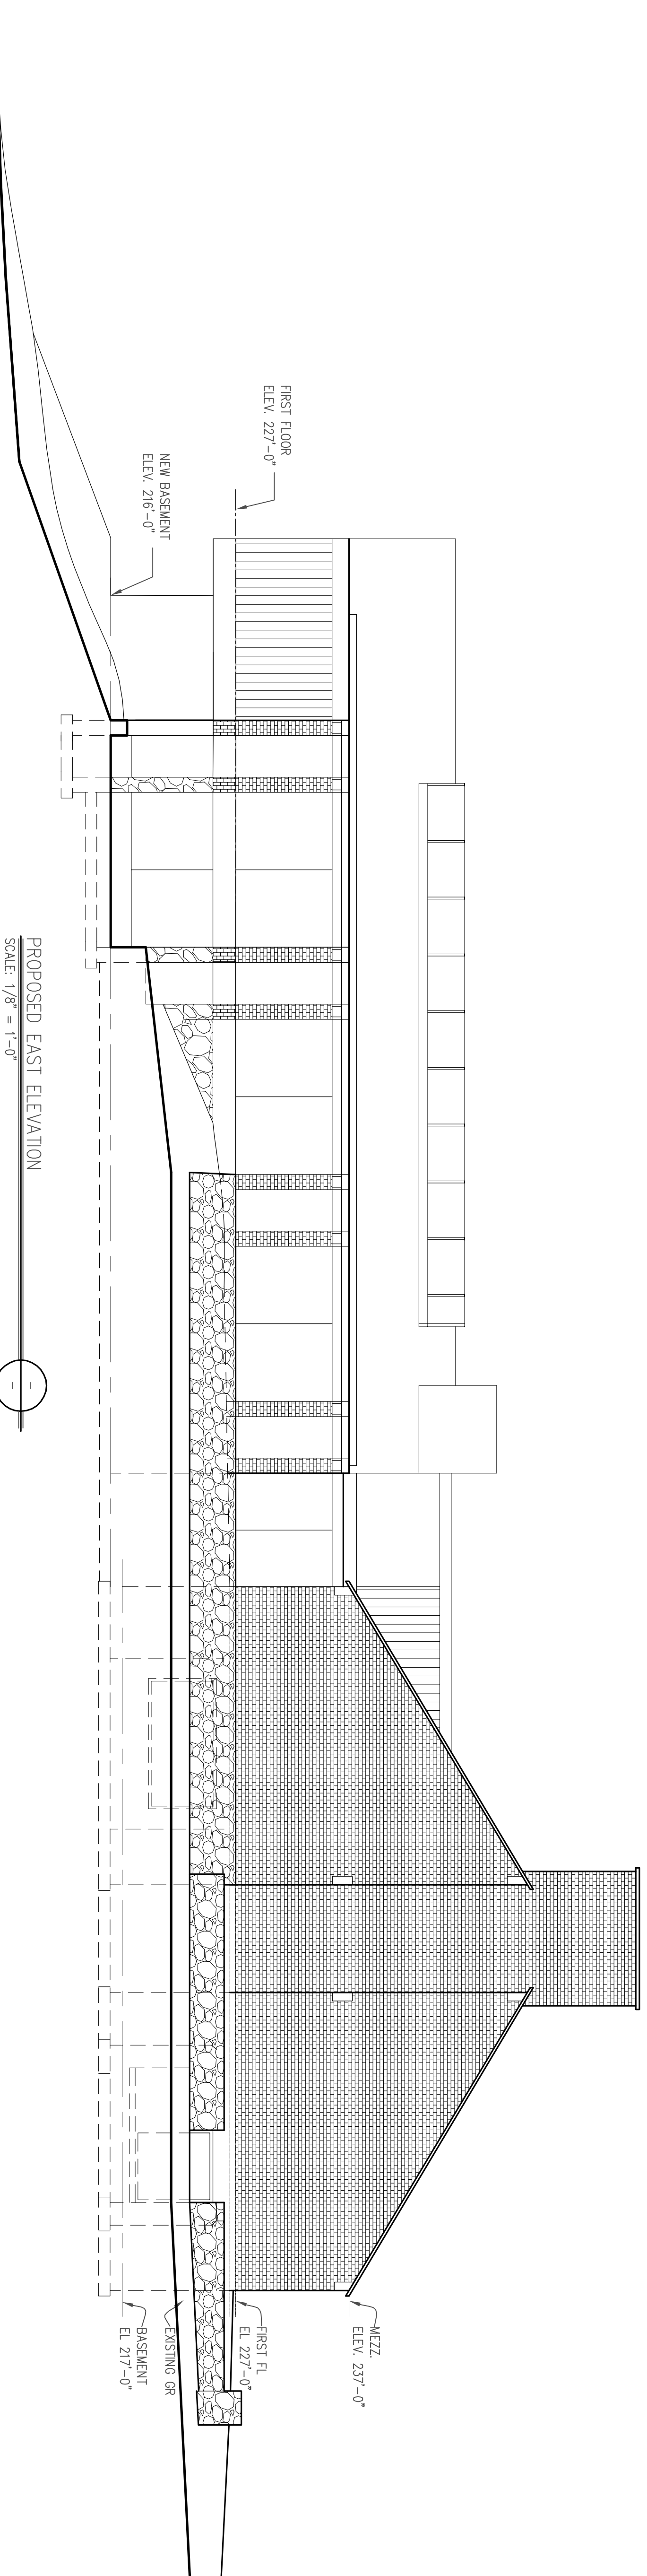 FIRST FLOOR
ELEV. 227'-0"
NEW BASEMENT
ELEV. 216'-0"
MEZZ.
ELEV. 237'-0"
FIRST FL
EL 227'-0"
EXISTING GR
BASEMENT
EL 217'-0"
PROPOSED EAST ELEVATION
SCALE: 1/8" = 1'-0"
-
-